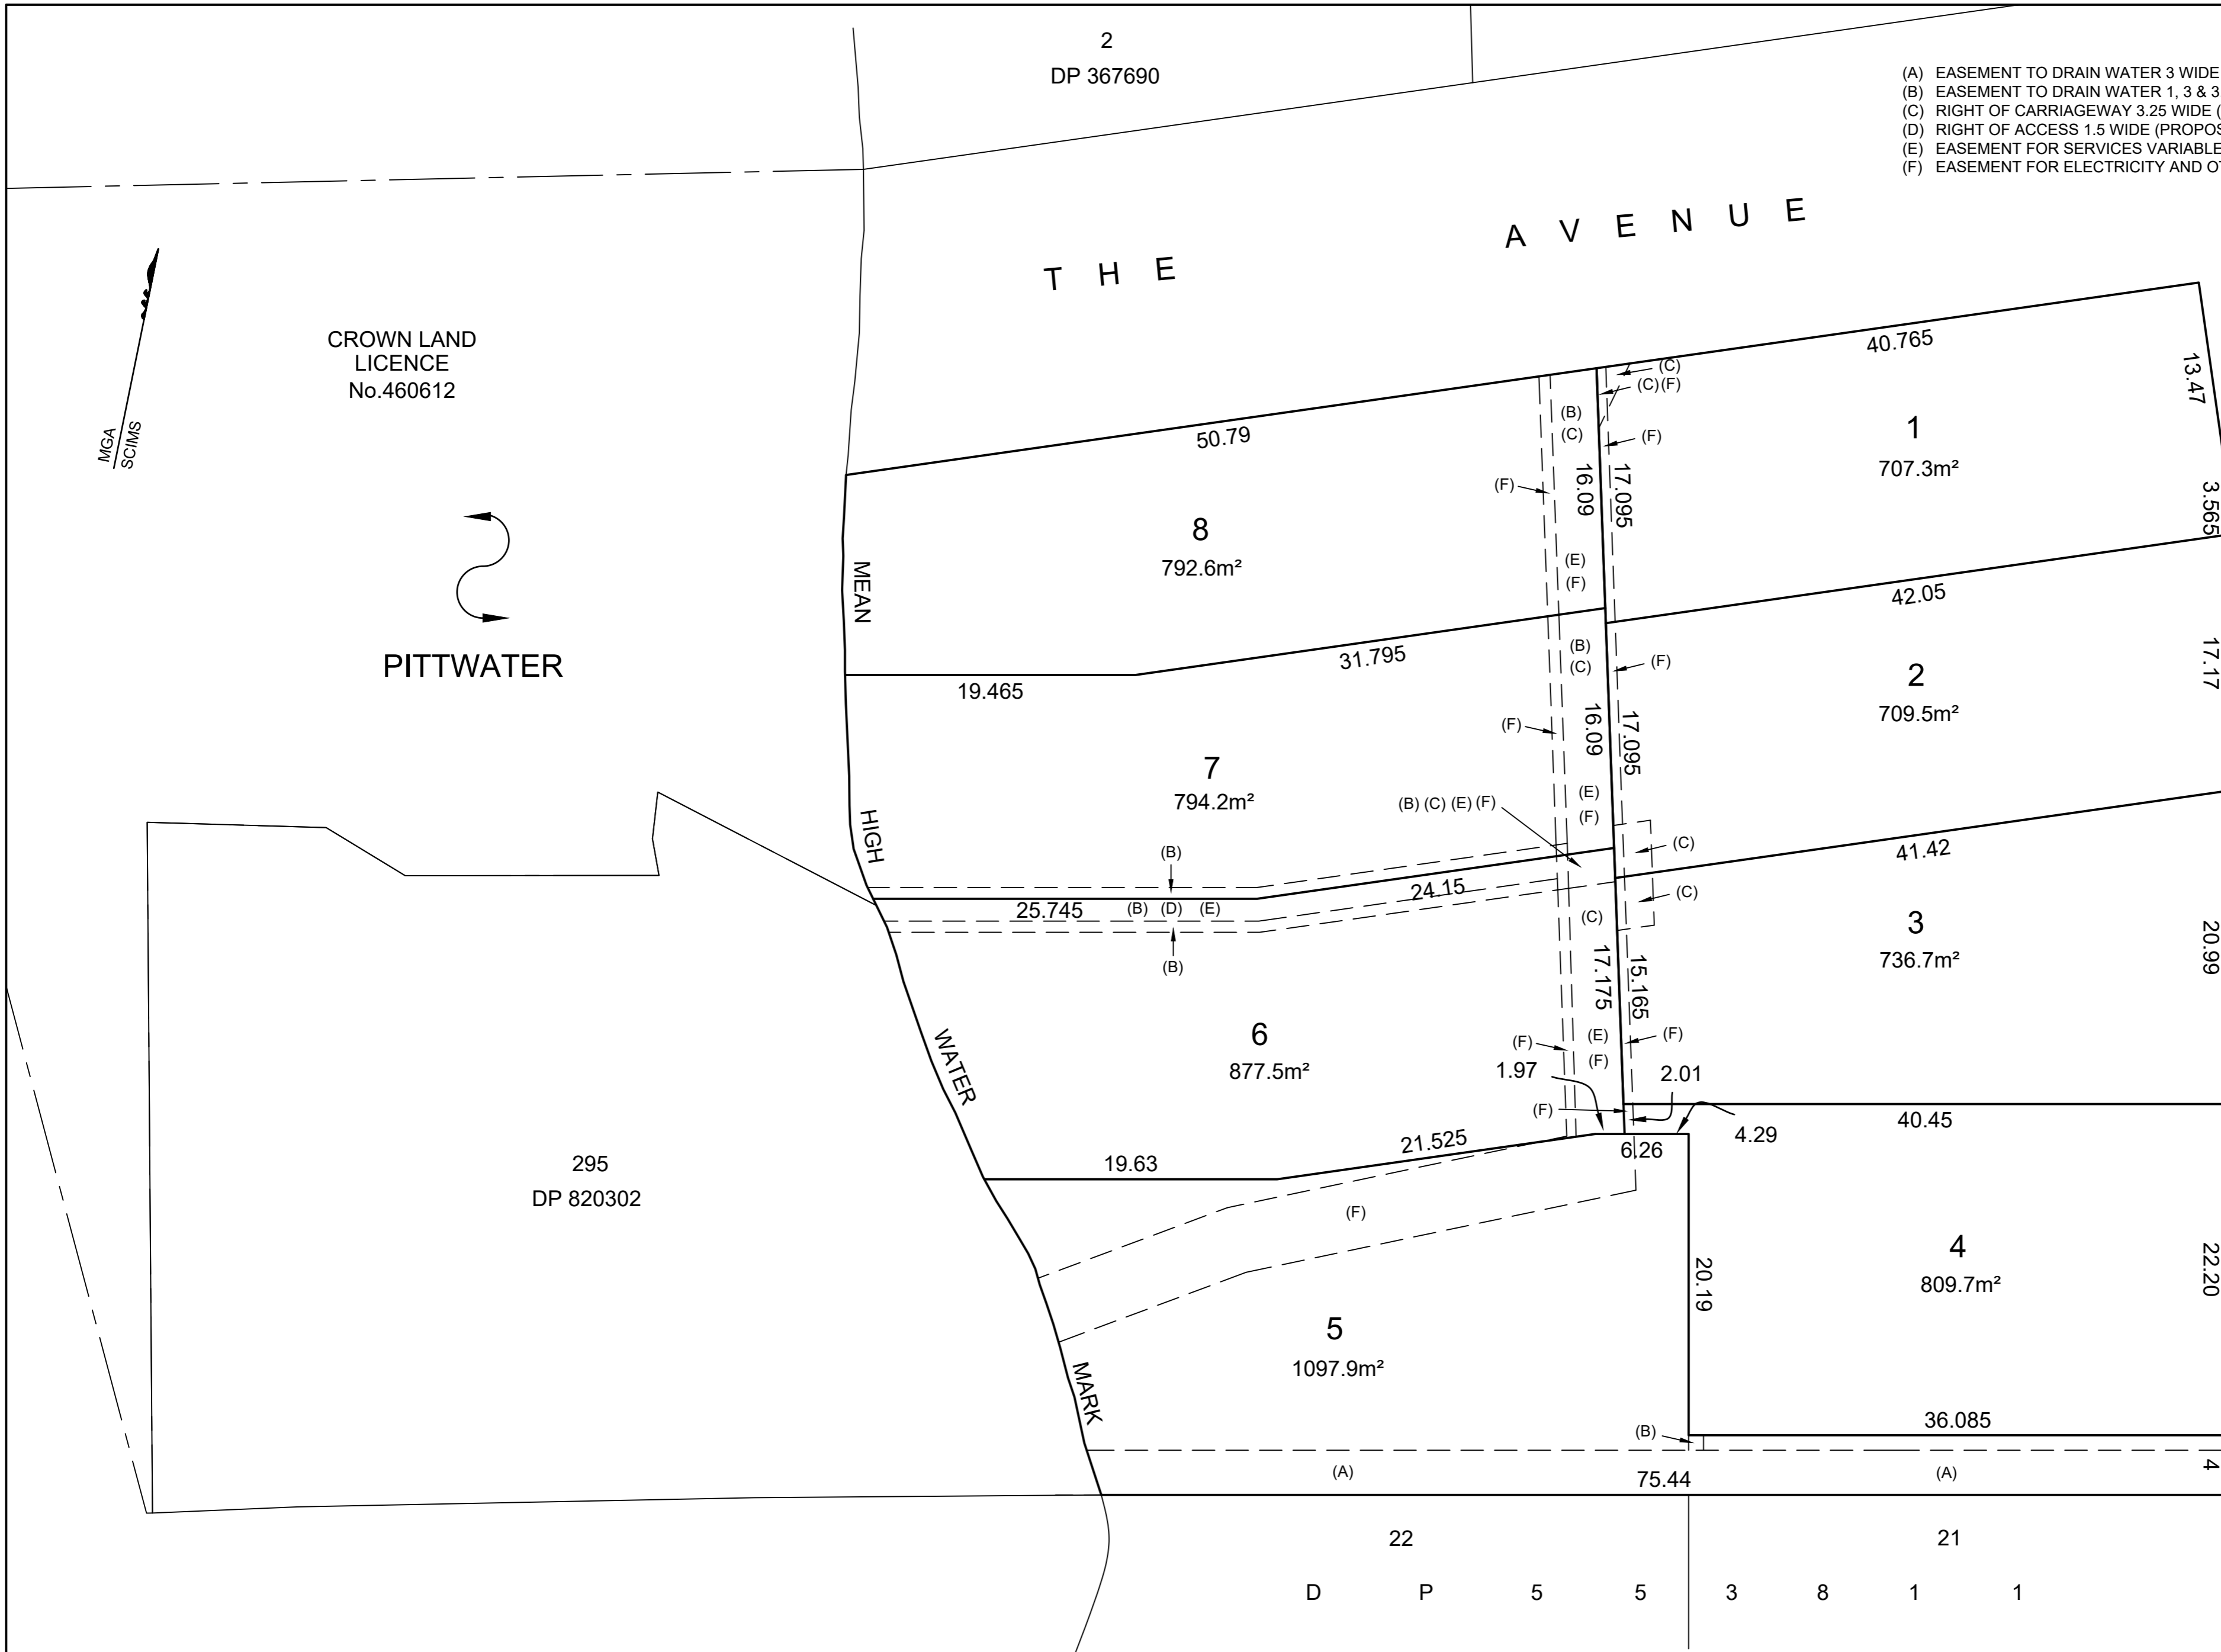 2
DP 367690
(A) EASEMENT TO DRAIN WATER 3 WIDE
(B) EASEMENT TO DRAIN WATER 1, 3 & 3
(C) RIGHT OF CARRIAGEWAY 3.25 WIDE (
(D) RIGHT OF ACCESS 1.5 WIDE (PROPOS
(E) EASEMENT FOR SERVICES VARIABLE
(F) EASEMENT FOR ELECTRICITY AND OT
THE AVENUE
MGA
SCIMS
CROWN LAND
LICENCE
No.460612
PITTWATER
40.765
13.47
(C)
(C)(F)
(B)
(C)
50.79
(F)
1
707.3m²
3.565
(F)
16.09
17.095
8
792.6m²
(E)
(F)
MEAN
42.05
(B)
(C)
31.795
(F)
19.465
2
709.5m²
17.17
(F)
16.09
17.095
7
794.2m²
(E)
(F)
(B) (C) (E) (F)
HIGH
(C)
41.42
(B)
24.15
(C)
25.745
(B) (D) (E)
(C)
(B)
3
736.7m²
20.99
17.175
15.165
6
877.5m²
WATER
(F)
(E)
(F)
(F)
1.97
2.01
(F)
40.45
4.29
21.525
6.26
19.63
295
DP 820302
(F)
4
809.7m²
22.20
20.19
5
1097.9m²
MARK
36.085
(B)
(A)
75.44
(A)
4
22
21
D P 5 5 3 8 1 1